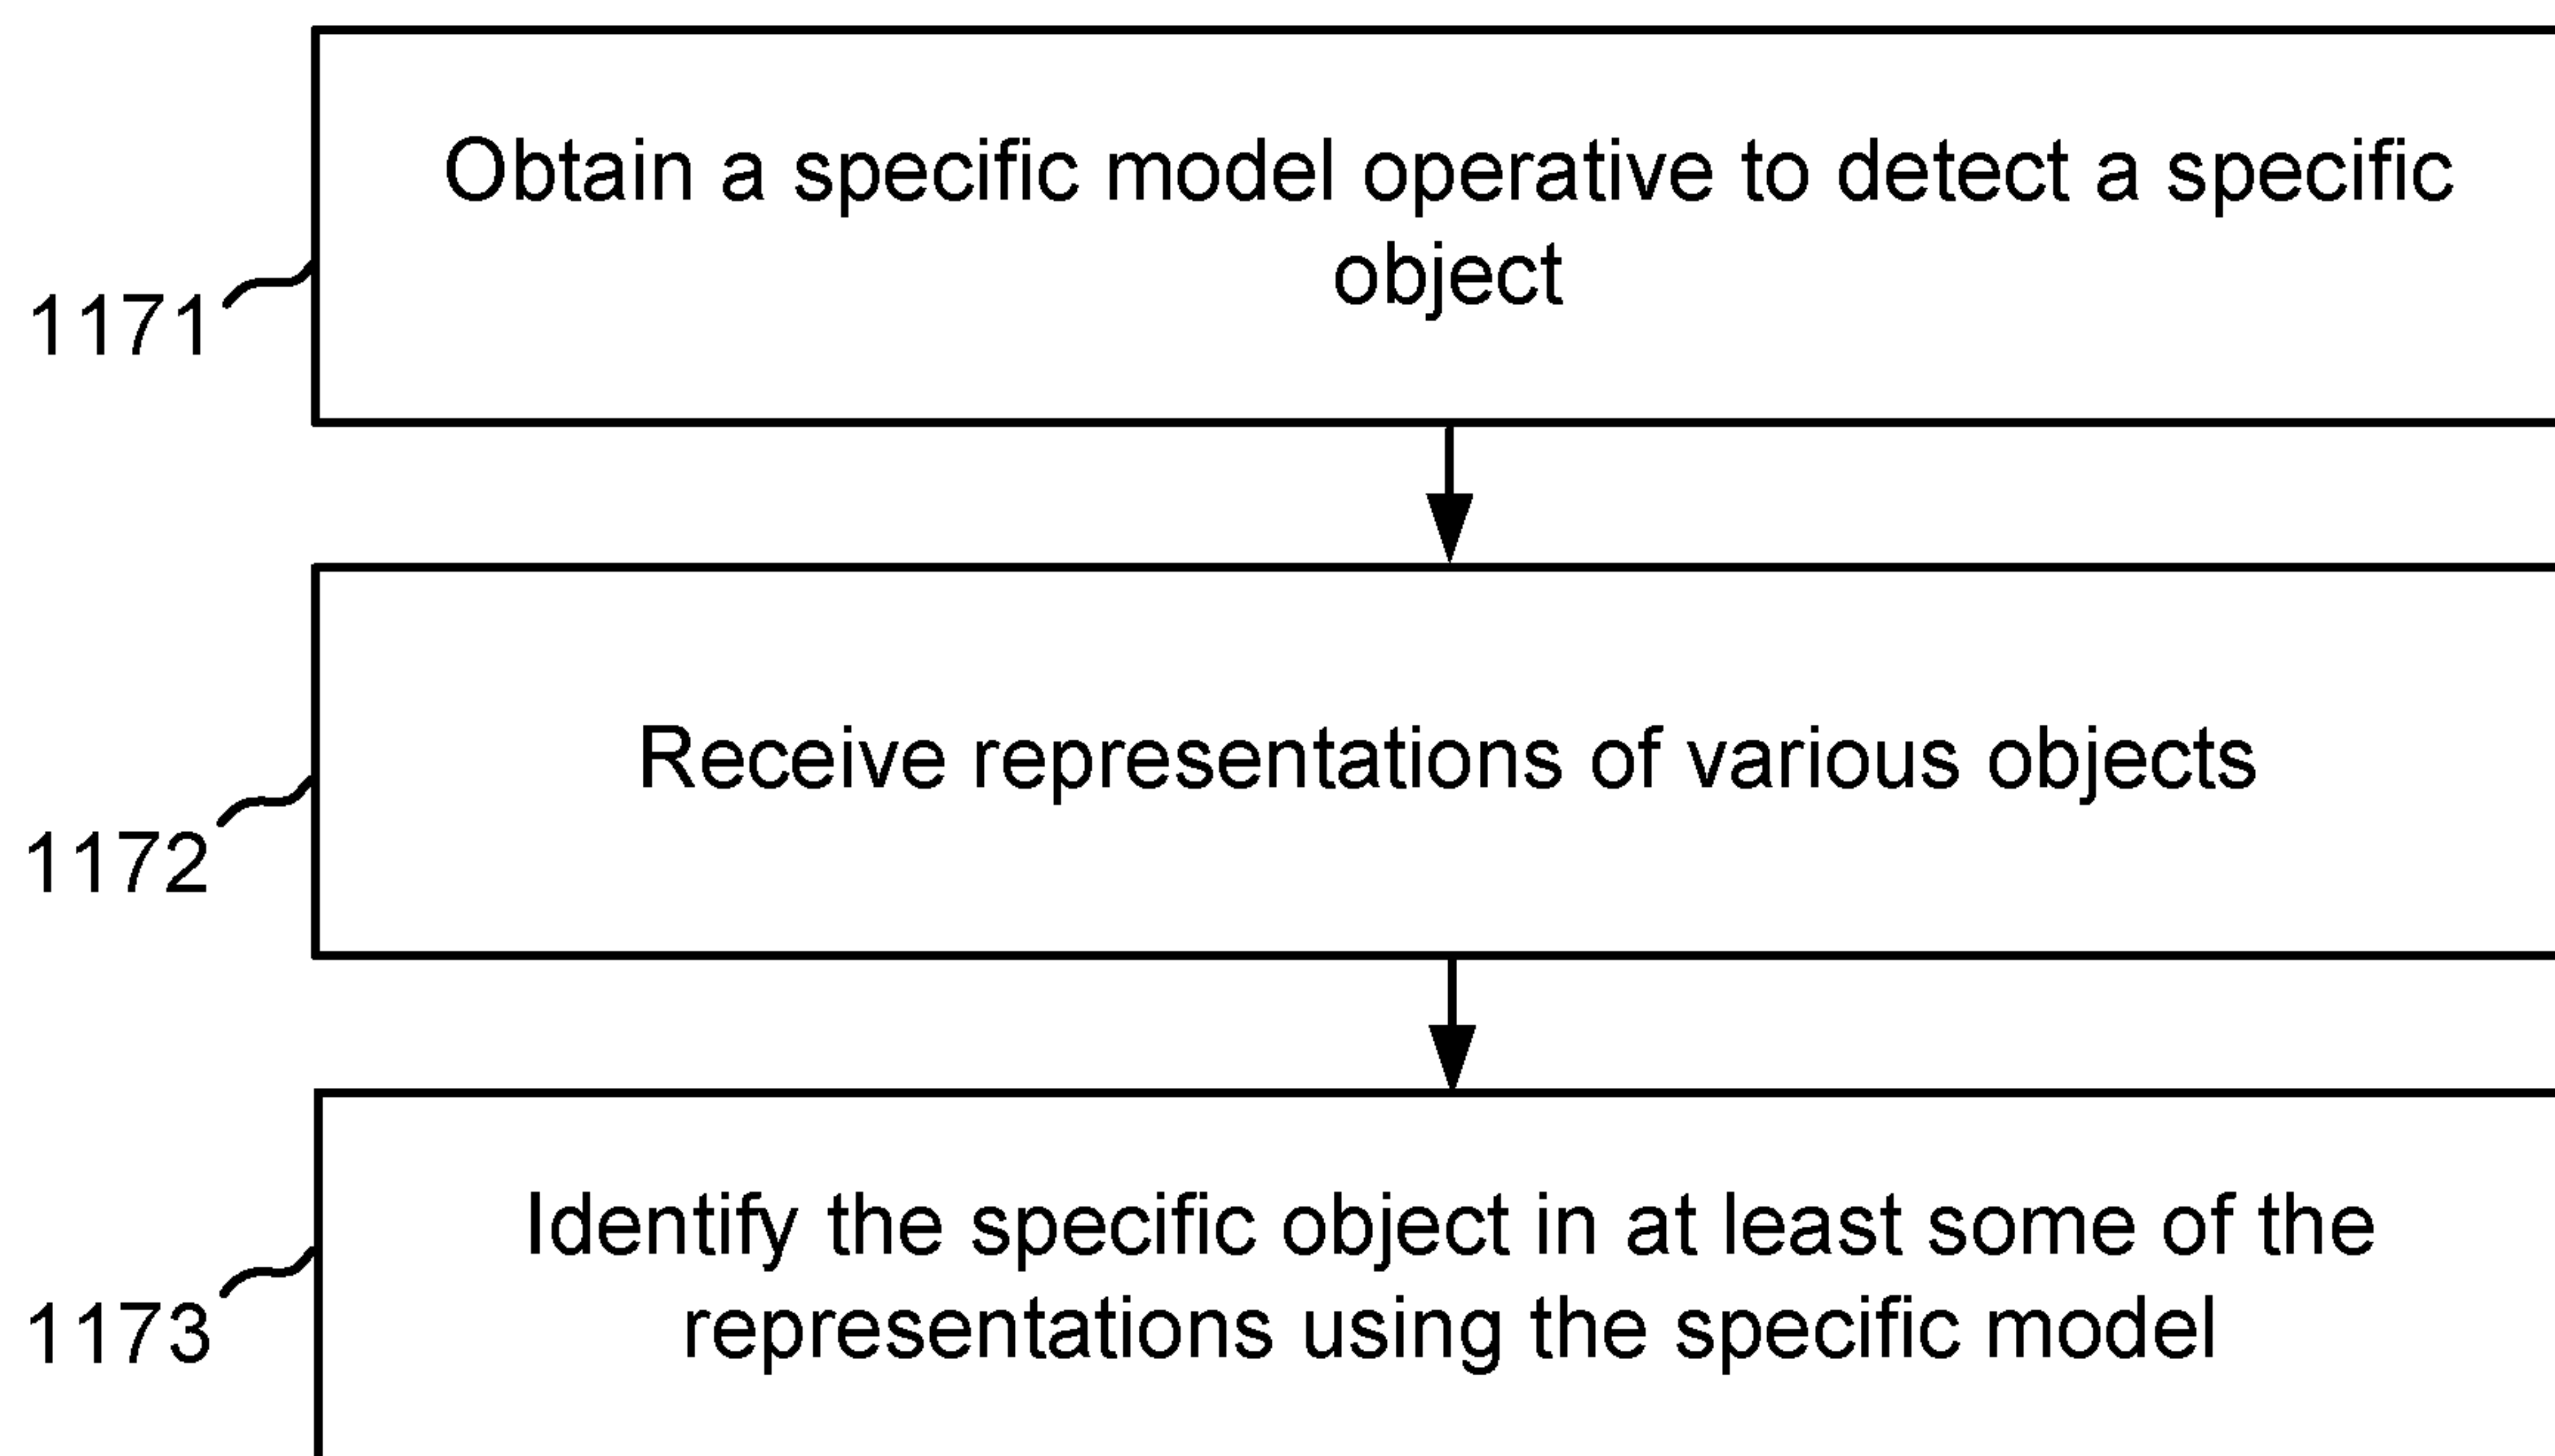 Obtain a specific model operative to detect a specific
object
1171
Receive representations of various objects
1172
Identify the specific object in at least some of the
representations using the specific model
1173